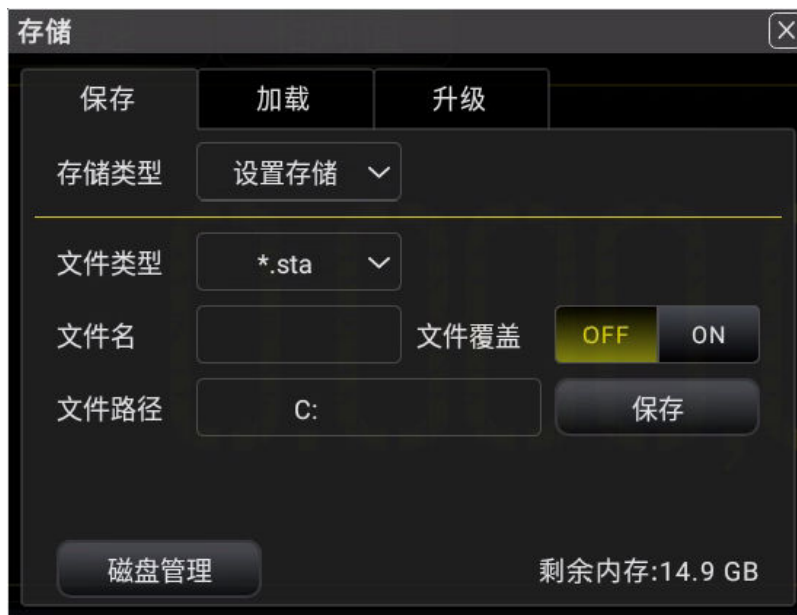 存储
保存 加载 升级
存储类型 设置存储
文件类型 *.sta
文件名 文件覆盖 OFF ON
文件路径 C: 保存
磁盘管理 剩余内存:14.9 GB